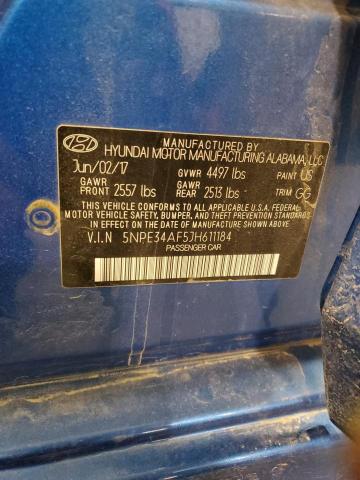 MANUFACTURED BY
HYUNDAI MOTOR MANUFACTURING ALABAMA, LLC
Jun/02/17 GVWR 4497 lbs PAINT US
GAWR FRONT 2557 lbs GAWR REAR 2513 lbs TRIM GG
THIS VEHICLE CONFORMS TO ALL APPLICABLE U.S.A. FEDERAL
MOTOR VEHICLE SAFETY, BUMPER, AND THEFT PREVENTION STANDARDS
IN EFFECT ON THE DATE OF MANUFACTURE SHOWN ABOVE.
V.I.N 5NPE34AF5JH611184
PASSENGER CAR